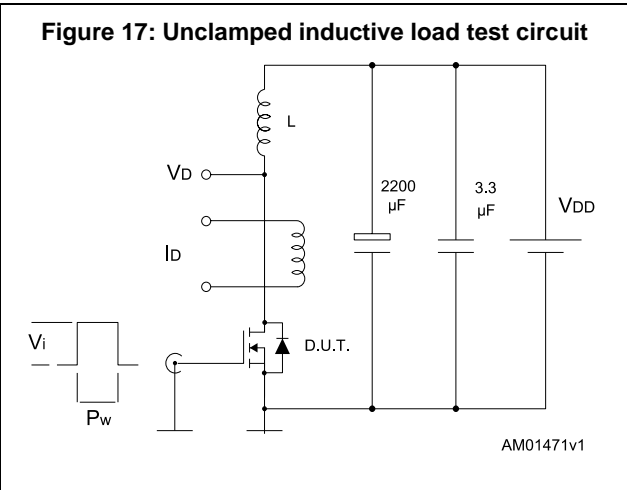 Figure 17: Unclamped inductive load test circuit
L
VD
2200
µF
3.3
µF
VDD
ID
Vi
D.U.T.
Pw
AM01471v1